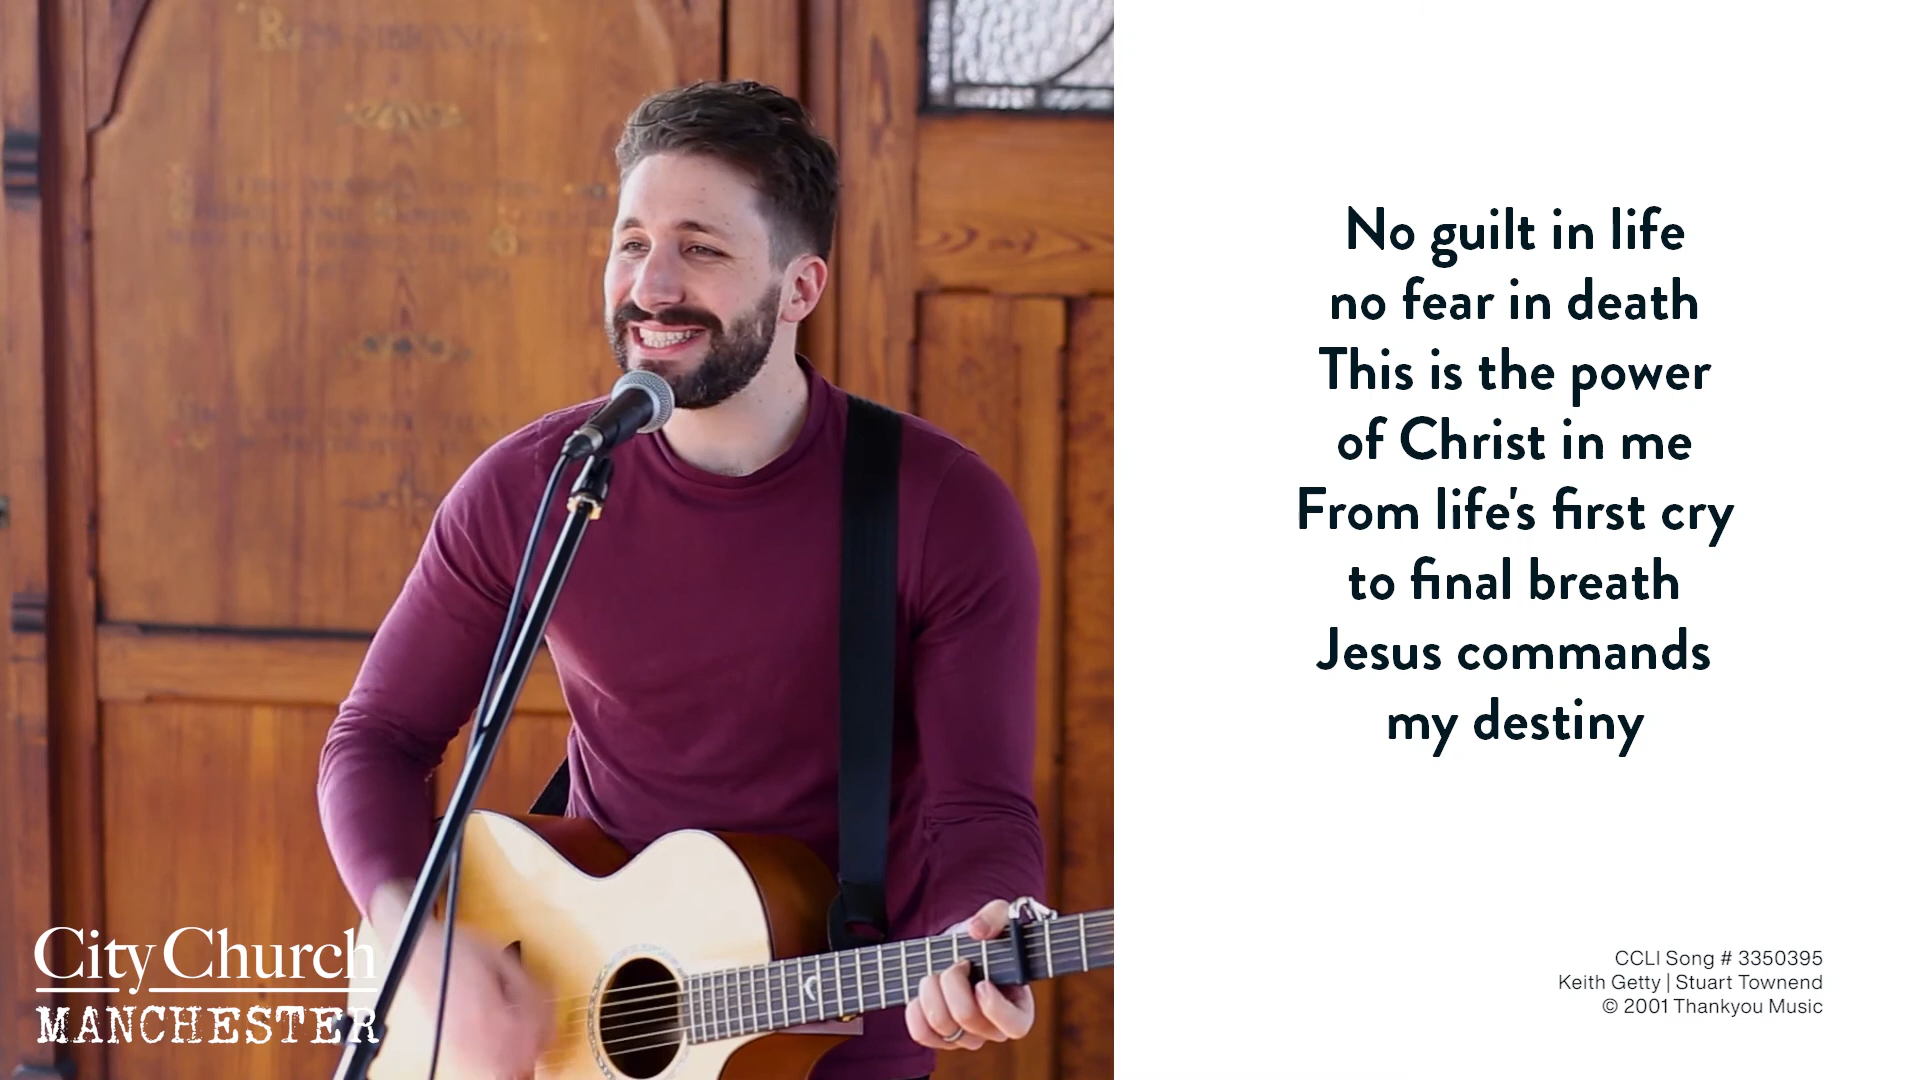 REMEMBRANCE
No guilt in life
no fear in death
This is the power
of Christ in me
From life's first cry
to final breath
Jesus commands
my destiny
City Church
MANCHESTER
CCLI Song # 3350395
Keith Getty | Stuart Townend
© 2001 Thankyou Music